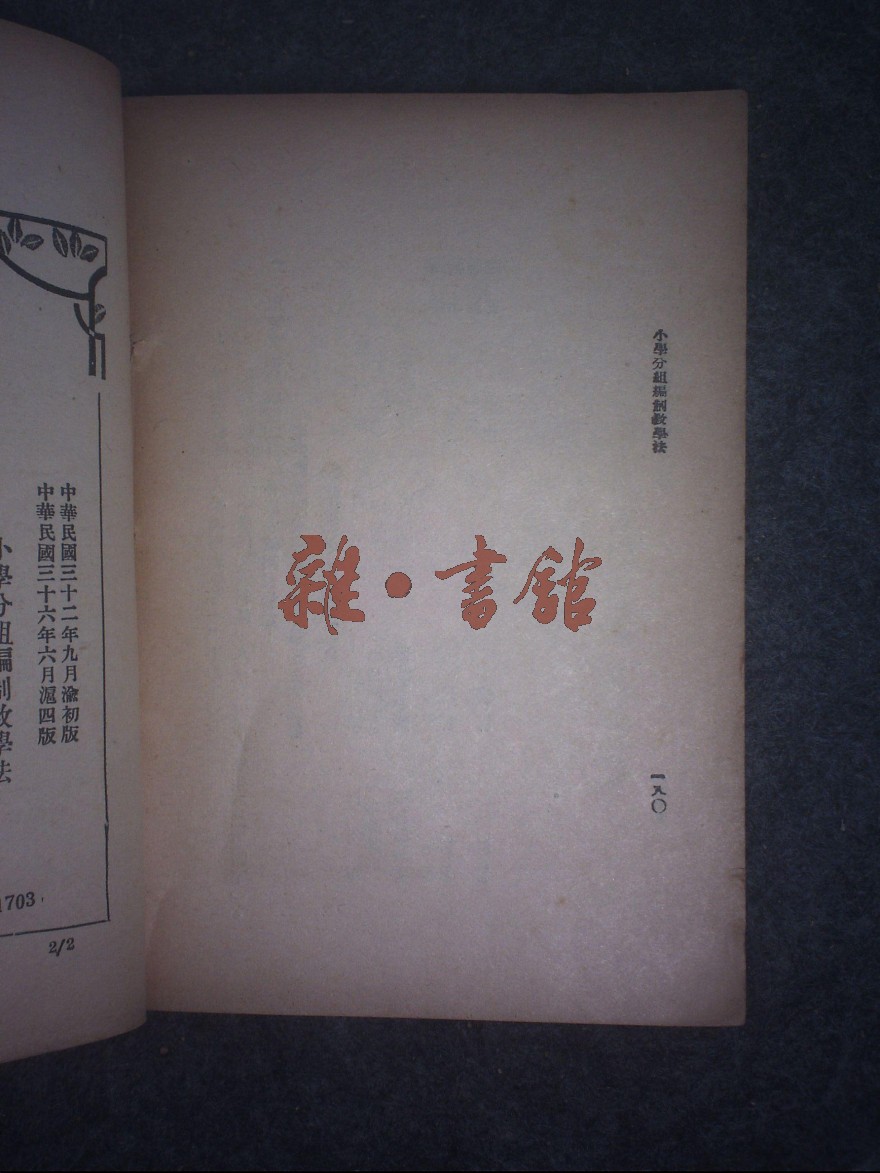 小學分組編制教學法
一八〇
雜·書館
中華民國三十二年九月渝初版
中華民國三十六年六月滬四版
小學分組編制教學法
1703
2/2